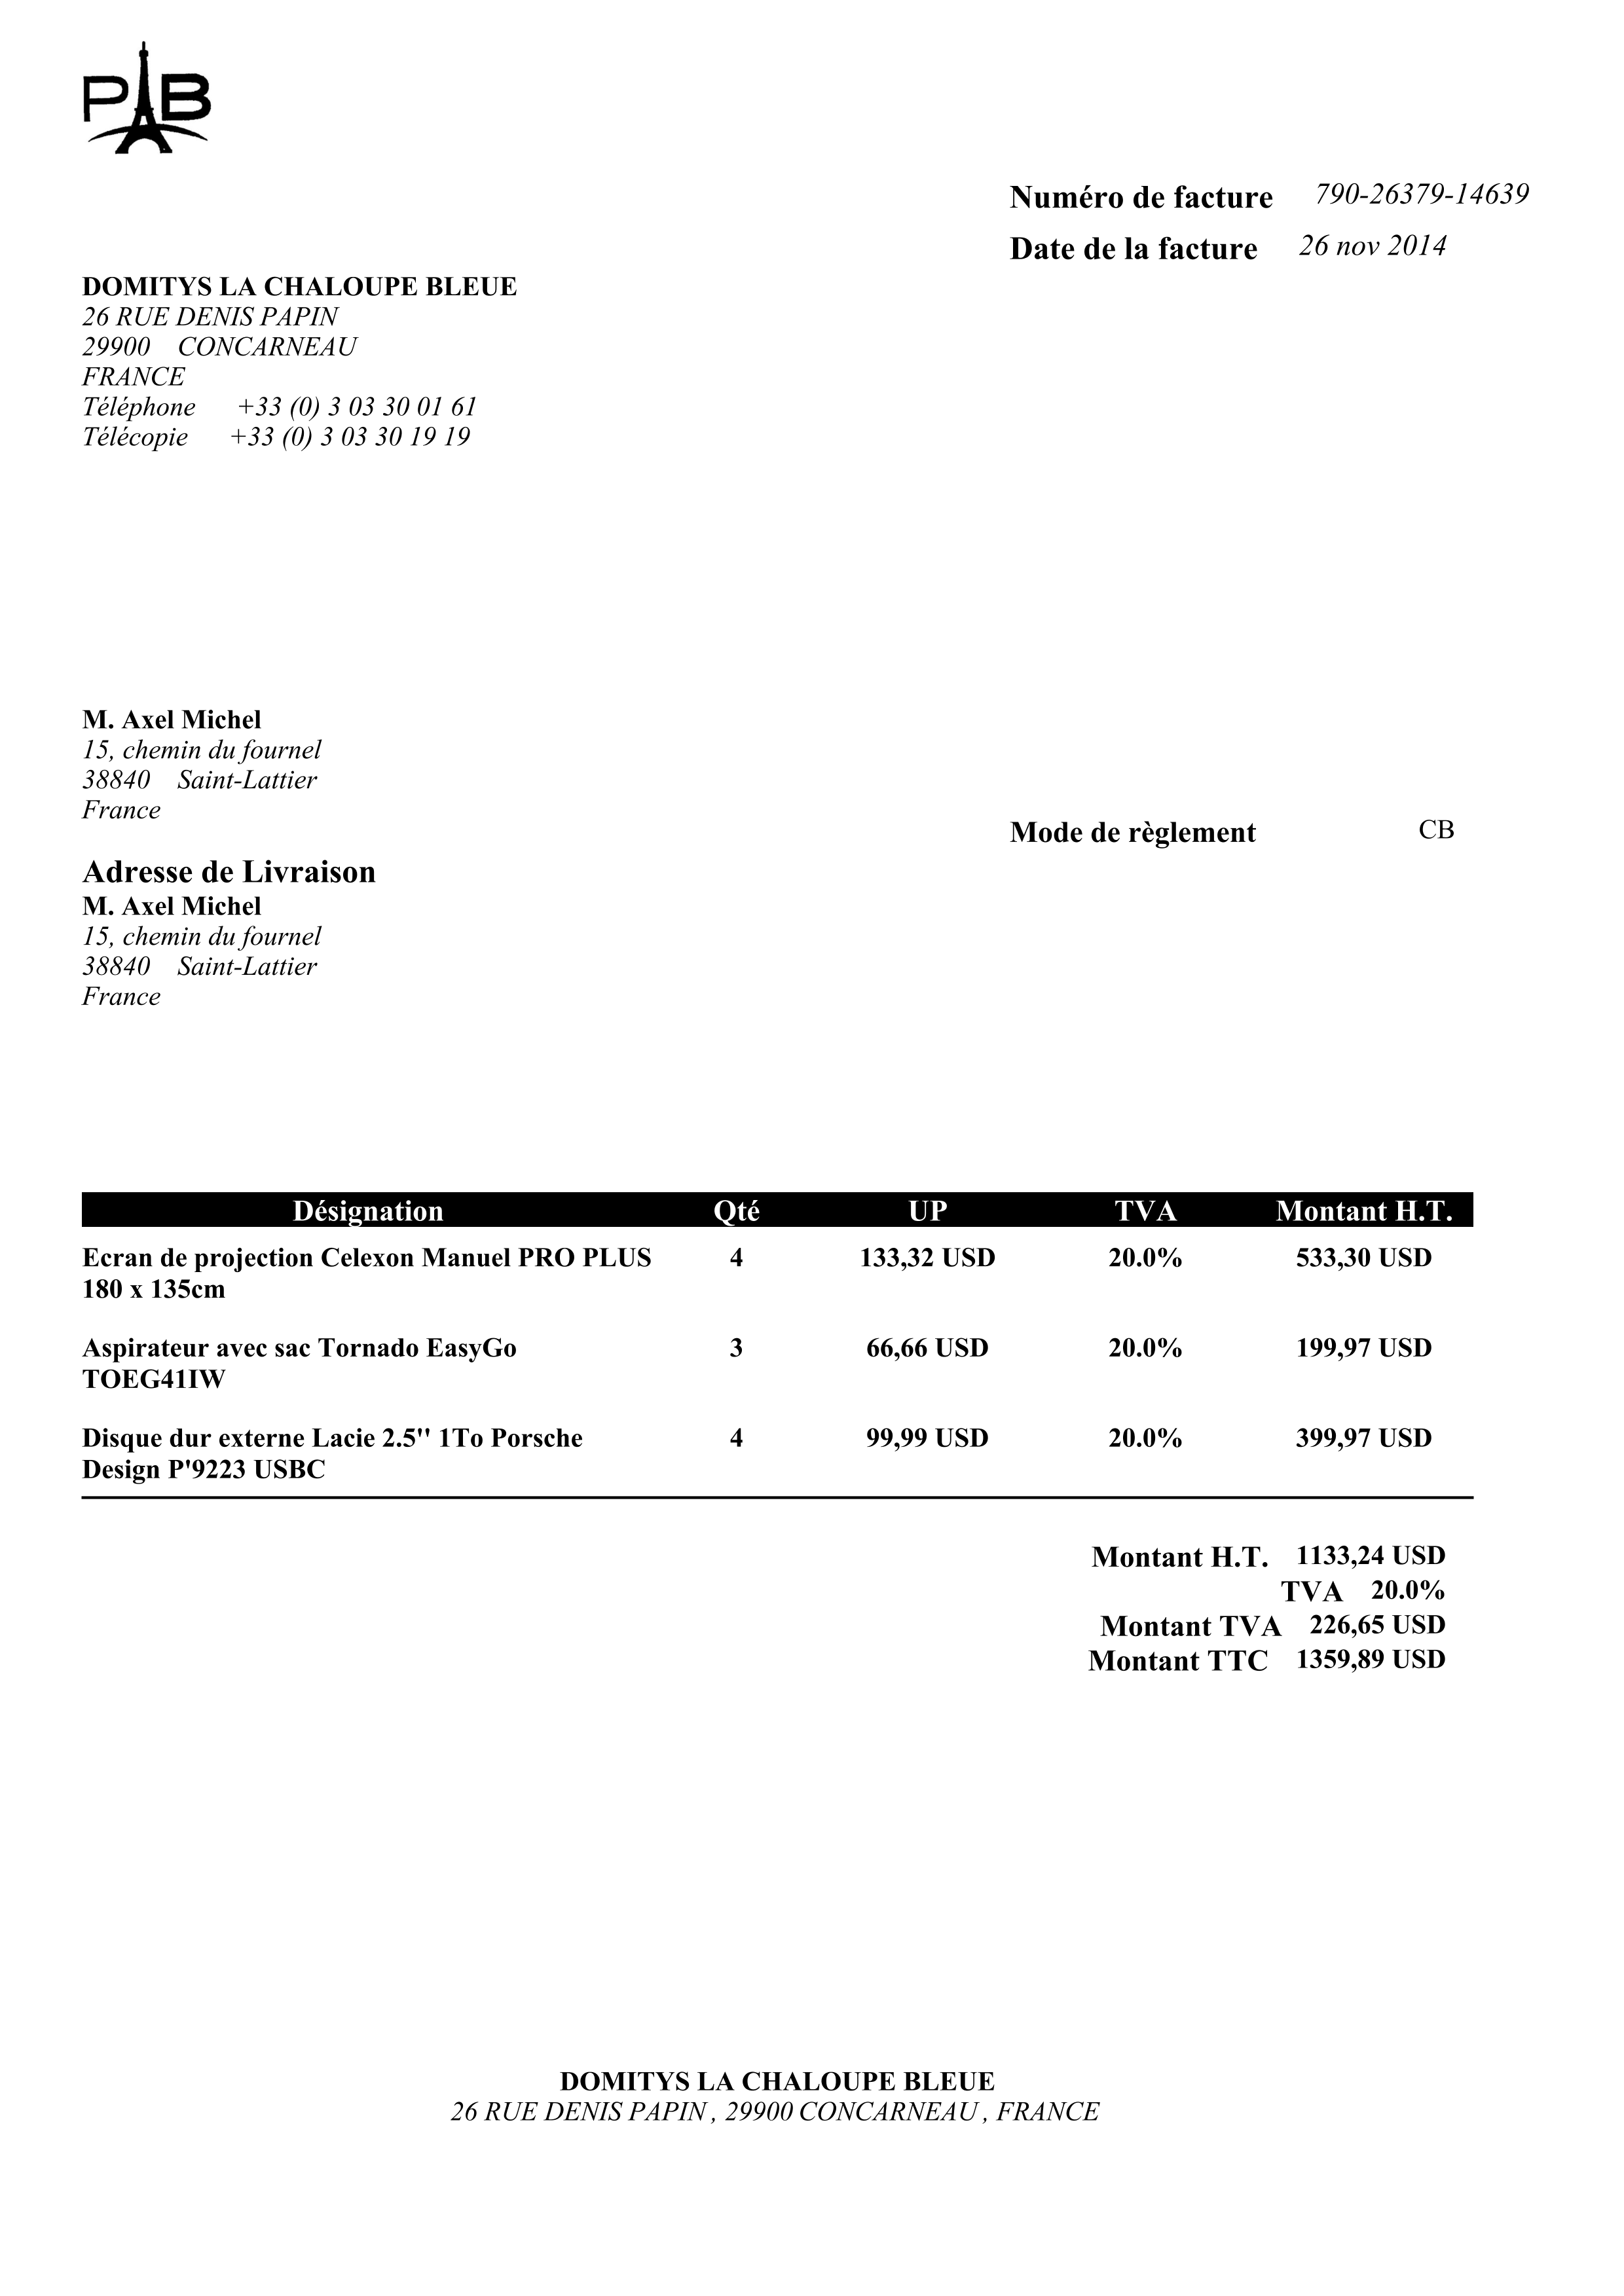 PAB
Numéro de facture 790-26379-14639
Date de la facture 26 nov 2014
DOMITYS LA CHALOUPE BLEUE
26 RUE DENIS PAPIN
29900 CONCARNEAU
FRANCE
Téléphone +33 (0) 3 03 30 01 61
Télécopie +33 (0) 3 03 30 19 19
M. Axel Michel
15, chemin du fournel
38840 Saint-Lattier
France
Mode de règlement CB
Adresse de Livraison
M. Axel Michel
15, chemin du fournel
38840 Saint-Lattier
France
Désignation Qté UP TVA Montant H.T.
Ecran de projection Celexon Manuel PRO PLUS 4 133,32 USD 20.0% 533,30 USD
180 x 135cm
Aspirateur avec sac Tornado EasyGo 3 66,66 USD 20.0% 199,97 USD
TOEG41IW
Disque dur externe Lacie 2.5'' 1To Porsche 4 99,99 USD 20.0% 399,97 USD
Design P'9223 USBC
Montant H.T. 1133,24 USD
TVA 20.0%
Montant TVA 226,65 USD
Montant TTC 1359,89 USD
DOMITYS LA CHALOUPE BLEUE
26 RUE DENIS PAPIN , 29900 CONCARNEAU , FRANCE